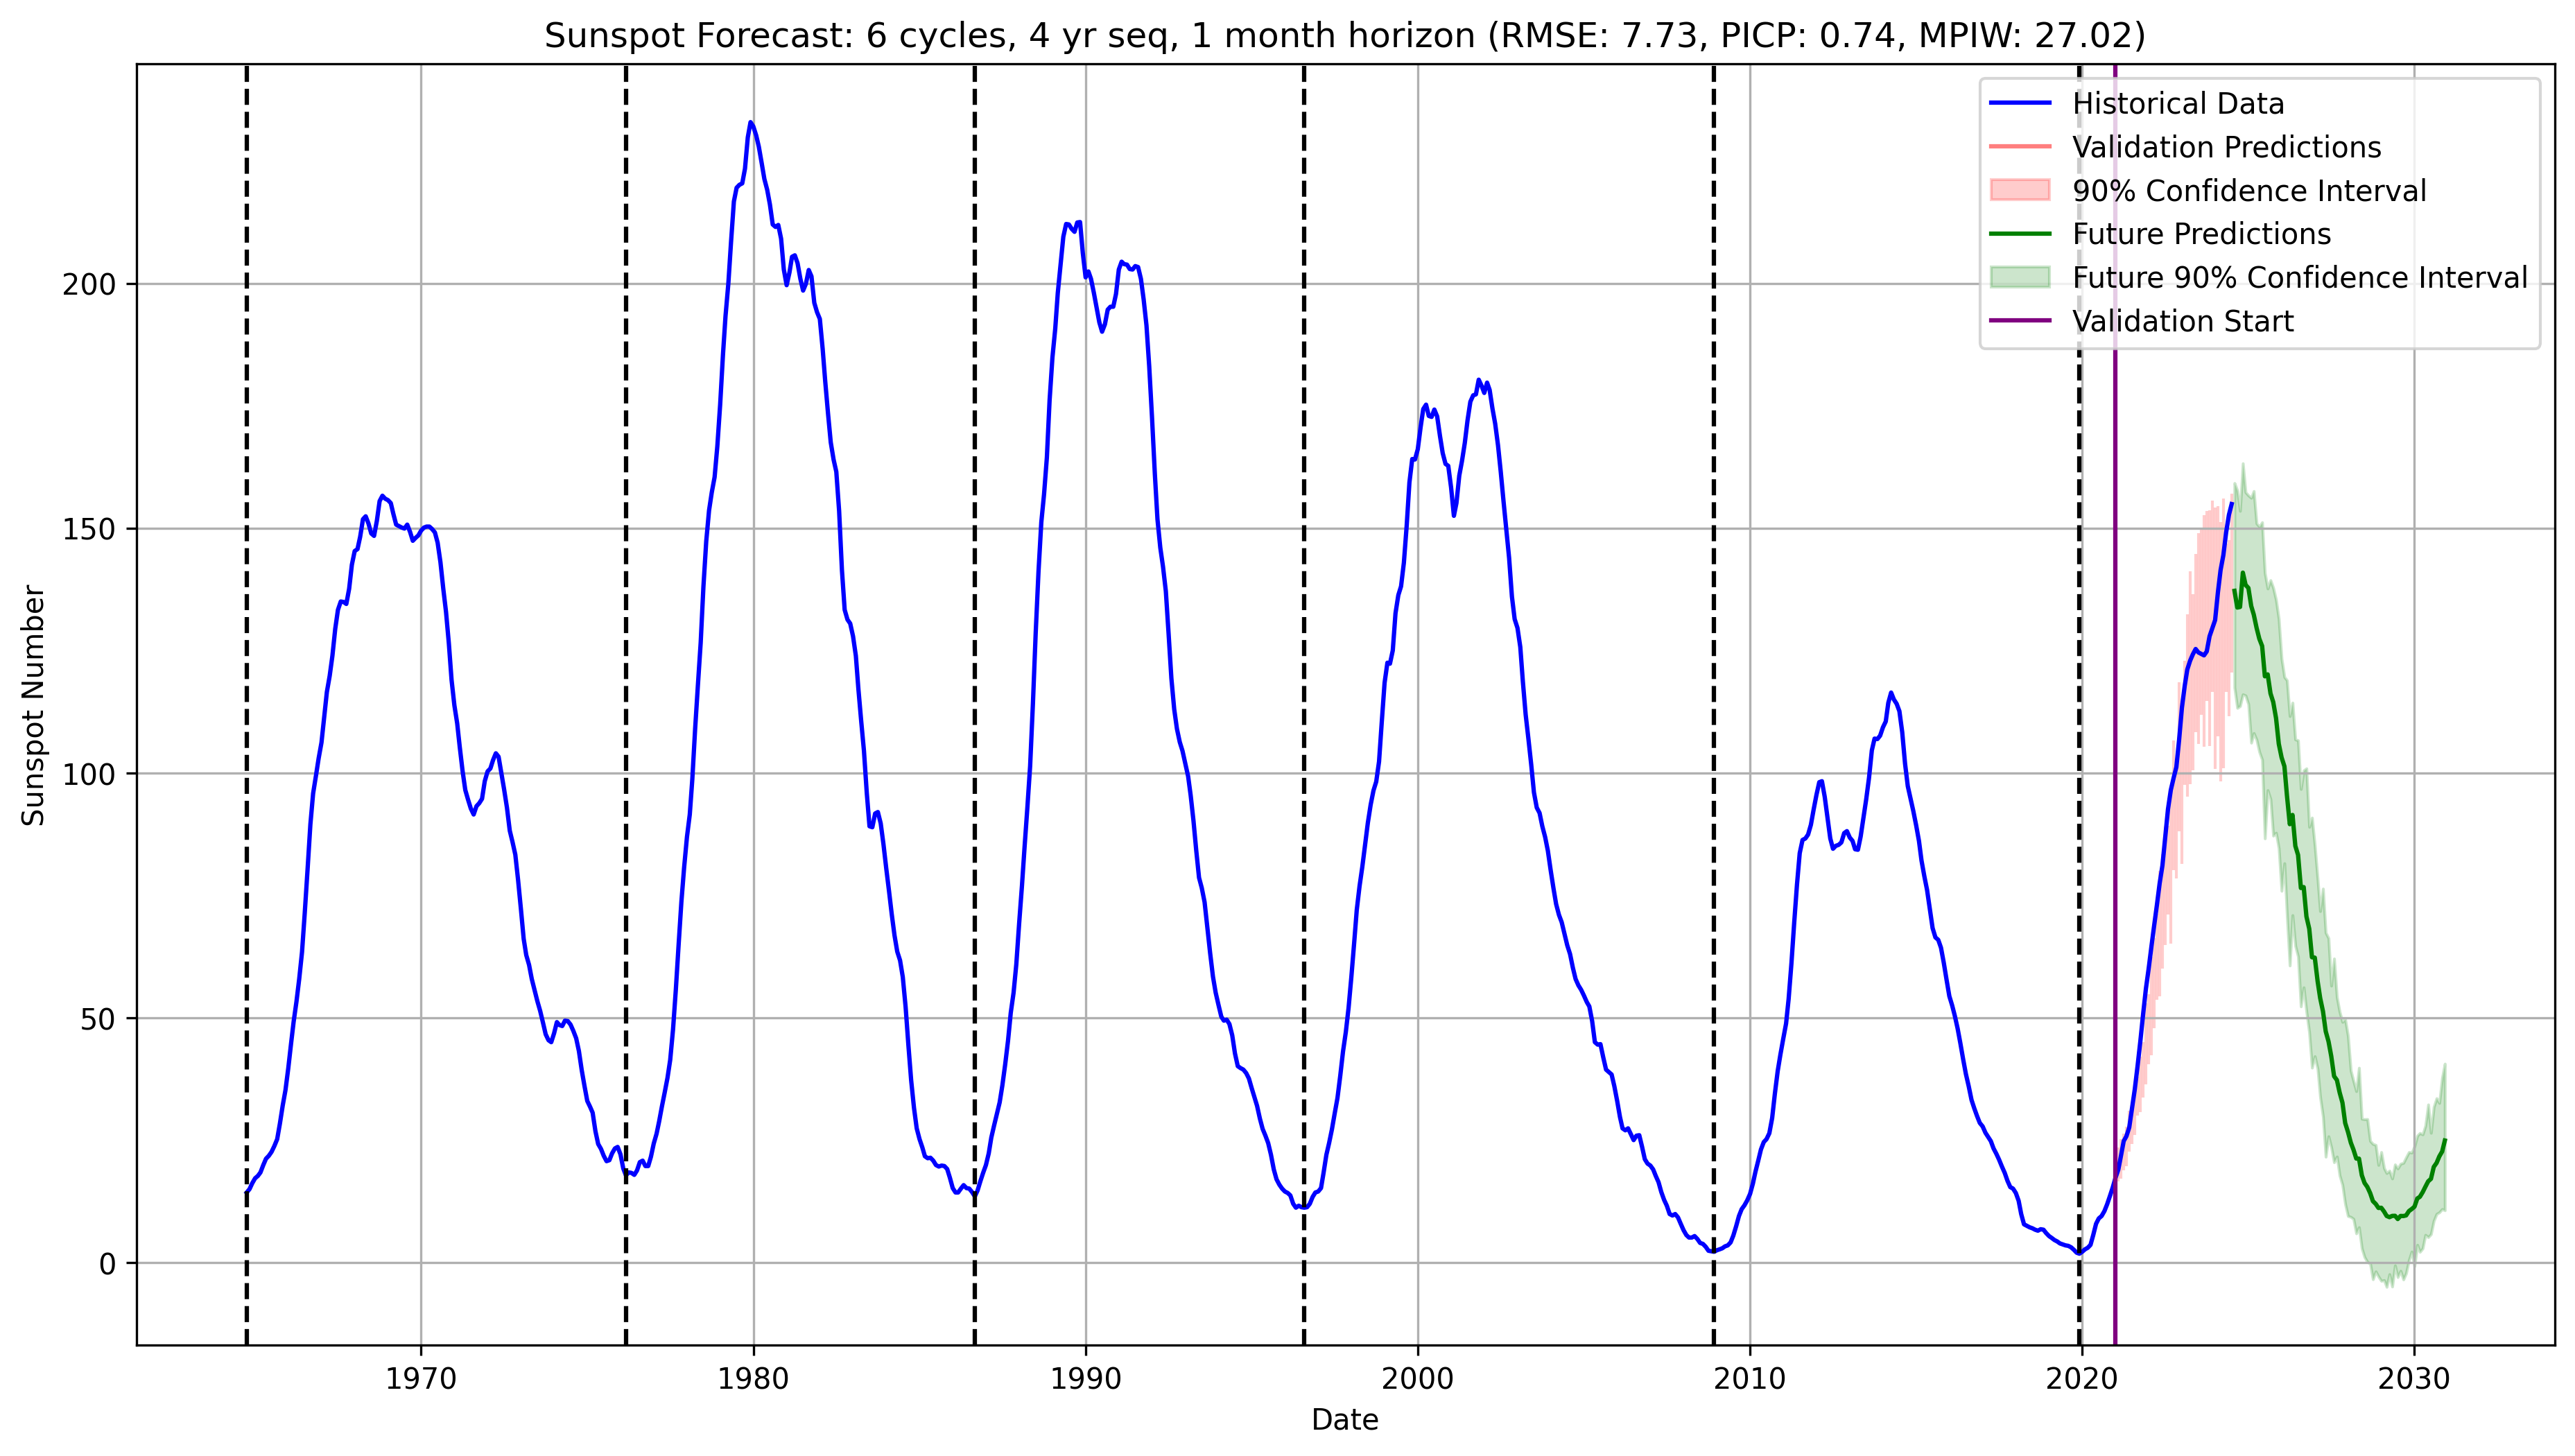 Sunspot Forecast: 6 cycles, 4 yr seq, 1 month horizon (RMSE: 7.73, PICP: 0.74, MPIW: 27.02)
Historical Data
Validation Predictions
90% Confidence Interval
Future Predictions
Future 90% Confidence Interval
Validation Start
Sunspot Number
200
150
100
50
0
1970 1980 1990 2000 2010 2020 2030
Date